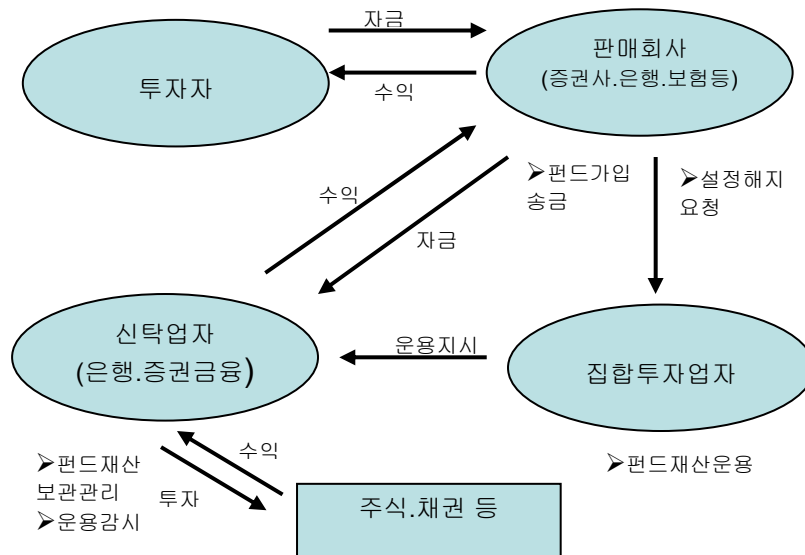 자금
판매회사
(증권사.은행.보험등)
투자자
수익
➢펀드가입
송금
➢설정해지
요청
수익
자금
신탁업자
(은행.증권금융)
운용지시
집합투자업자
➢펀드재산
보관관리
➢운용감시
수익
투자
➢펀드재산운용
주식.채권 등